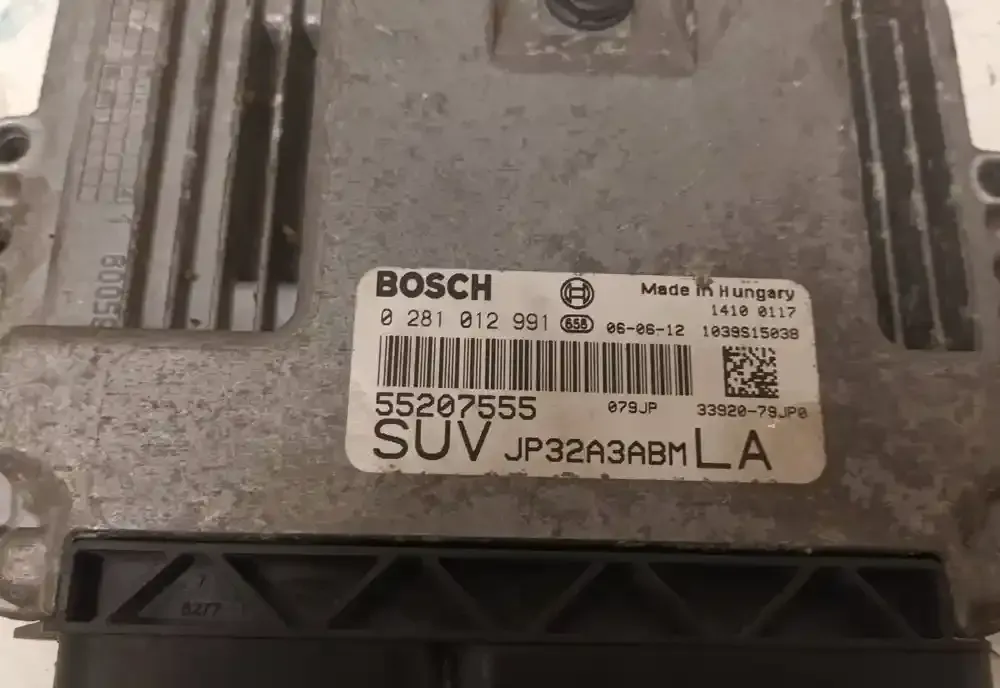 BOSCH Made in Hungary
1410 0117
0 281 012 991 658 06-06-12 1039S15038
55207555 079JP 33920-79JP0
SUV JP32A3ABM LA